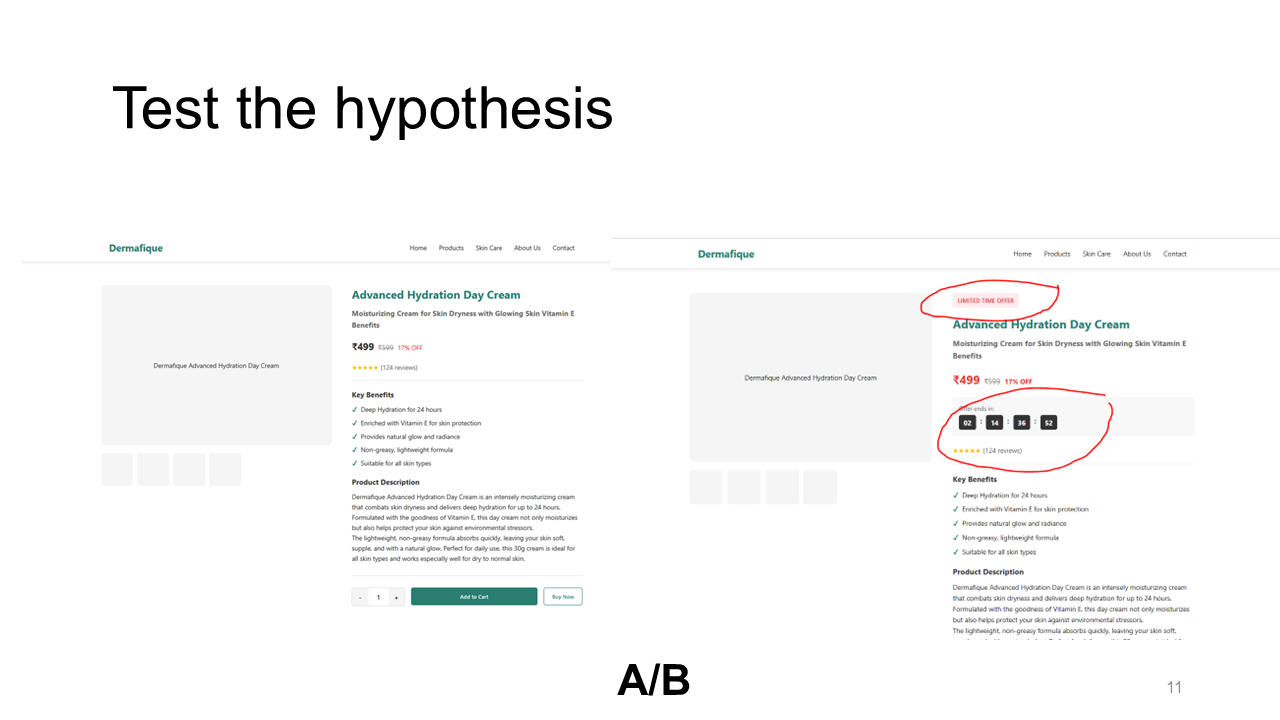 Test the hypothesis
Dermafique
Home Products Skin Care About Us Contact
Dermafique Advanced Hydration Day Cream
Advanced Hydration Day Cream
Moisturizing Cream for Skin Dryness with Glowing Skin Vitamin E
Benefits
₹499 ₹599 17% OFF
★★★★★ (124 reviews)
Key Benefits
✓ Deep Hydration for 24 hours
✓ Enriched with Vitamin E for skin protection
✓ Provides natural glow and radiance
✓ Non-greasy, lightweight formula
✓ Suitable for all skin types
Product Description
Dermafique Advanced Hydration Day Cream is an intensely moisturizing cream
that combats skin dryness and delivers deep hydration for up to 24 hours.
Formulated with the goodness of Vitamin E, this day cream not only moisturizes
but also helps protect your skin against environmental stressors.
The lightweight, non-greasy formula absorbs quickly, leaving your skin soft,
supple, and with a natural glow. Perfect for daily use, this 30g cream is ideal for
all skin types and works especially well for dry to normal skin.
- 1 + Add to Cart Buy Now
Dermafique
Home Products Skin Care About Us Contact
Dermafique Advanced Hydration Day Cream
LIMITED TIME OFFER
Advanced Hydration Day Cream
Moisturizing Cream for Skin Dryness with Glowing Skin Vitamin E
Benefits
₹499 ₹599 17% OFF
Offer ends in:
02 : 14 : 36 : 52
★★★★★ (124 reviews)
Key Benefits
✓ Deep Hydration for 24 hours
✓ Enriched with Vitamin E for skin protection
✓ Provides natural glow and radiance
✓ Non-greasy, lightweight formula
✓ Suitable for all skin types
Product Description
Dermafique Advanced Hydration Day Cream is an intensely moisturizing cream
that combats skin dryness and delivers deep hydration for up to 24 hours.
Formulated with the goodness of Vitamin E, this day cream not only moisturizes
but also helps protect your skin against environmental stressors.
The lightweight, non-greasy formula absorbs quickly, leaving your skin soft,
A/B
11